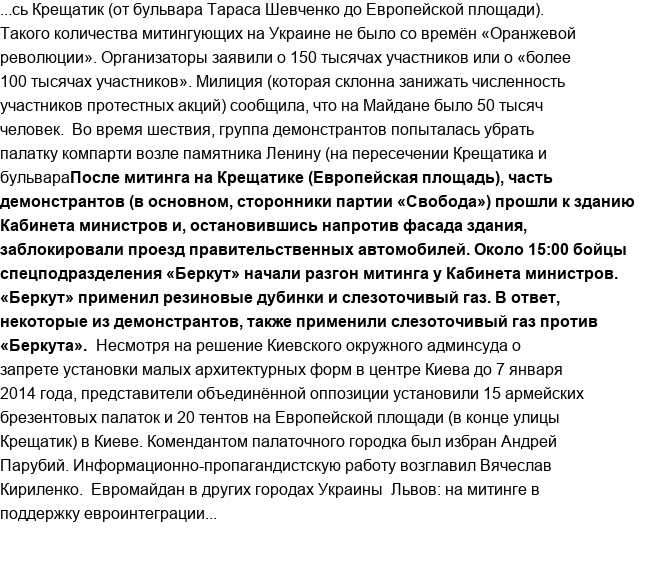 ...сь Крещатик (от бульвара Тараса Шевченко до Европейской площади).
Такого количества митингующих на Украине не было со времён «Оранжевой
революции». Организаторы заявили о 150 тысячах участников или о «более
100 тысячах участников». Милиция (которая склонна занижать численность
участников протестных акций) сообщила, что на Майдане было 50 тысяч
человек.  Во время шествия, группа демонстрантов попыталась убрать
палатку компарти возле памятника Ленину (на пересечении Крещатика и
бульвараПосле митинга на Крещатике (Европейская площадь), часть
демонстрантов (в основном, сторонники партии «Свобода») прошли к зданию
Кабинета министров и, остановившись напротив фасада здания,
заблокировали проезд правительственных автомобилей. Около 15:00 бойцы
спецподразделения «Беркут» начали разгон митинга у Кабинета министров.
«Беркут» применил резиновые дубинки и слезоточивый газ. В ответ,
некоторые из демонстрантов, также применили слезоточивый газ против
«Беркута».  Несмотря на решение Киевского окружного админсуда о
запрете установки малых архитектурных форм в центре Киева до 7 января
2014 года, представители объединённой оппозиции установили 15 армейских
брезентовых палаток и 20 тентов на Европейской площади (в конце улицы
Крещатик) в Киеве. Комендантом палаточного городка был избран Андрей
Парубий. Информационно-пропагандистскую работу возглавил Вячеслав
Кириленко.  Евромайдан в других городах Украины  Львов: на митинге в
поддержку евроинтеграции...